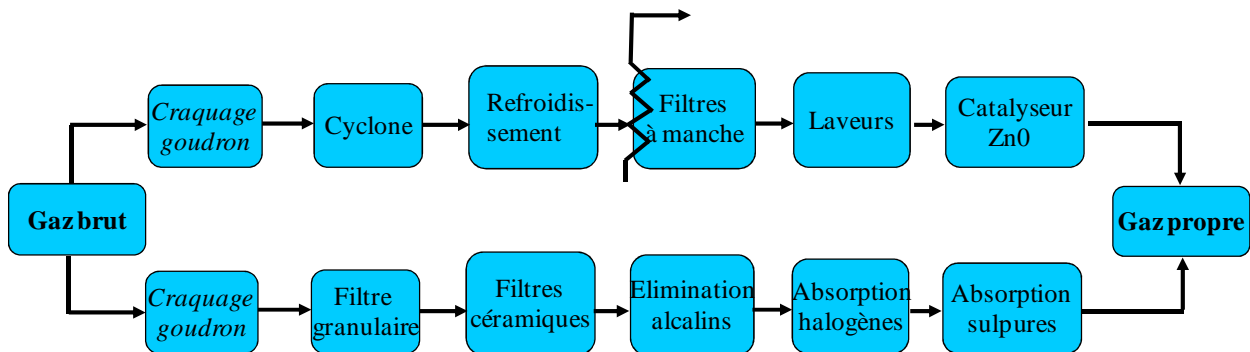 Craquage
goudron
Cyclone
Refroidis-
sement
Filtres
à manche
Laveurs
Catalyseur
Zn0
Gaz brut
Gaz propre
Craquage
goudron
Filtre
granulaire
Filtres
céramiques
Elimination
alcalins
Absorption
halogènes
Absorption
sulpures